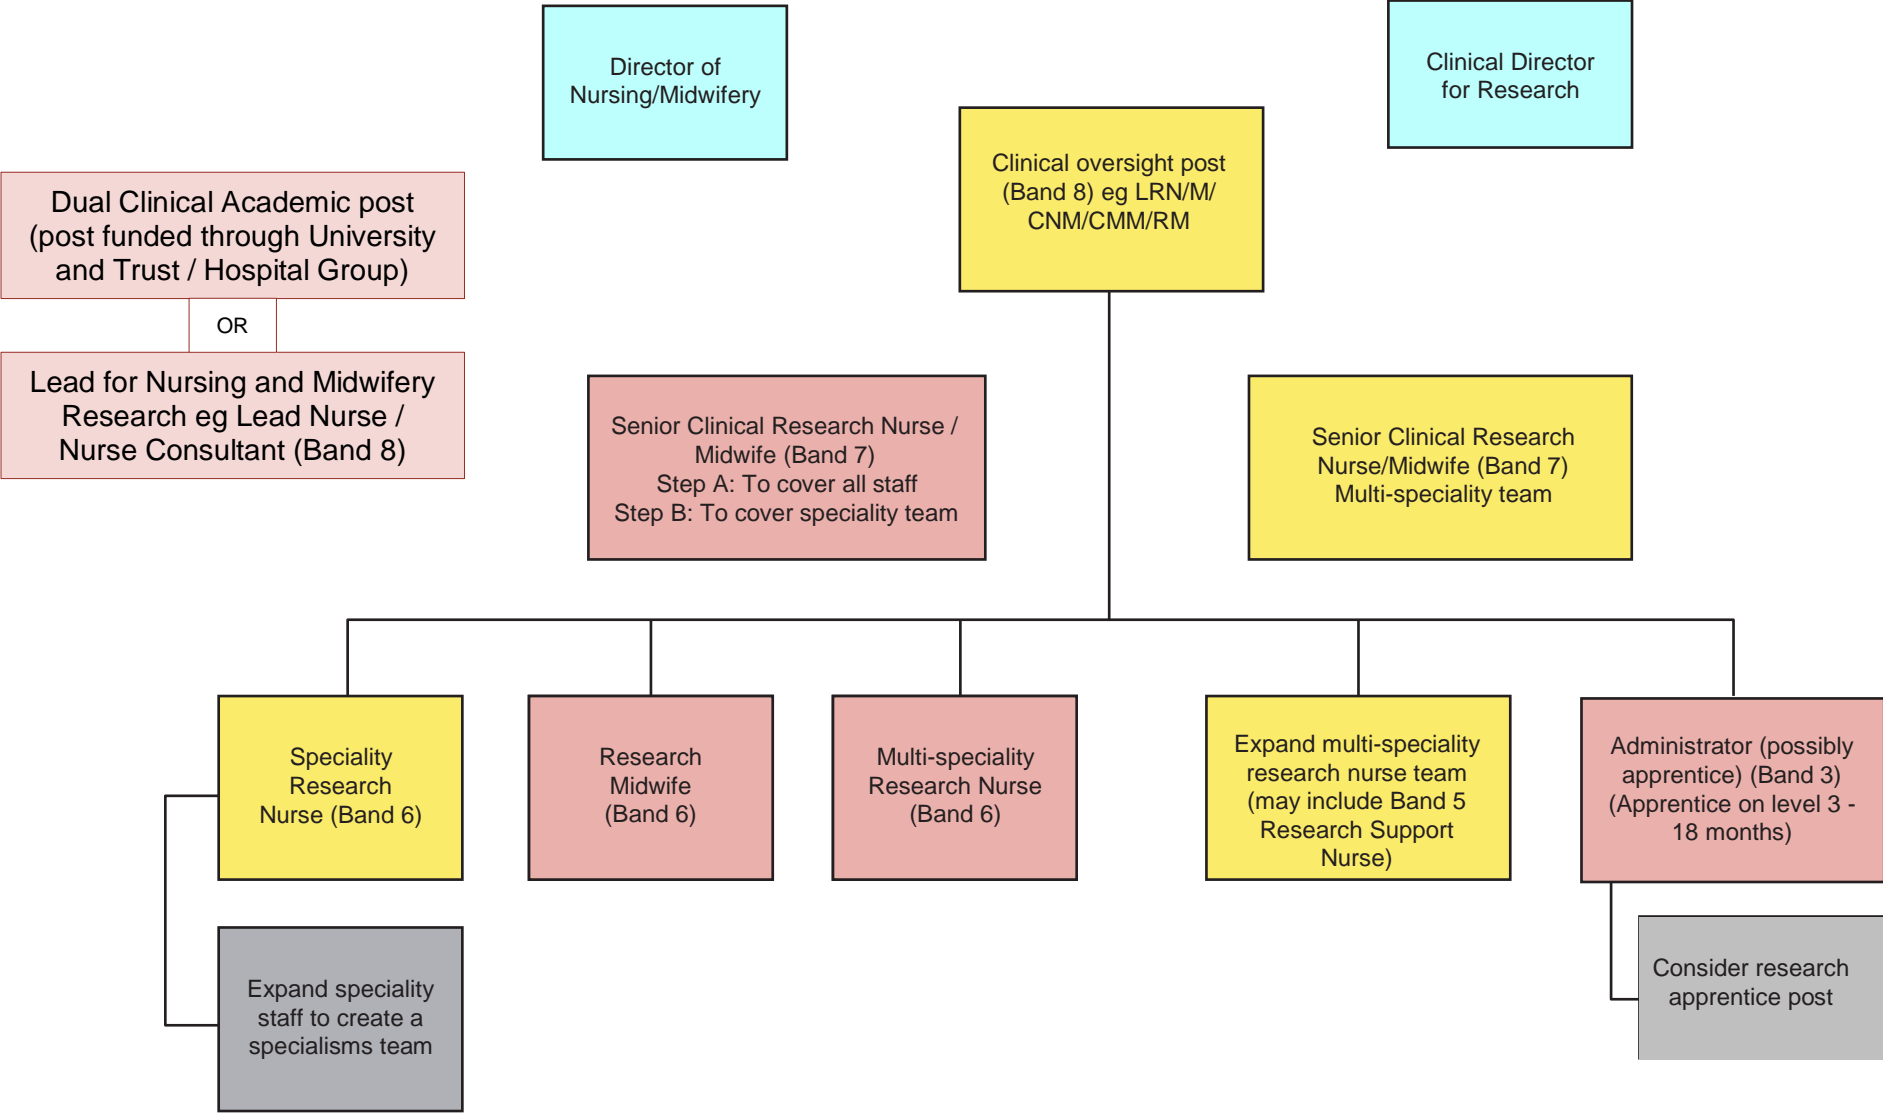 Director of
Nursing/Midwifery
Clinical Director
for Research
Clinical oversight post
(Band 8) eg LRN/M/
CNM/CMM/RM
Dual Clinical Academic post
(post funded through University
and Trust / Hospital Group)
OR
Lead for Nursing and Midwifery
Research eg Lead Nurse /
Nurse Consultant (Band 8)
Senior Clinical Research Nurse /
Midwife (Band 7)
Step A: To cover all staff
Step B: To cover speciality team
Senior Clinical Research
Nurse/Midwife (Band 7)
Multi-speciality team
Speciality
Research
Nurse (Band 6)
Research
Midwife
(Band 6)
Multi-speciality
Research Nurse
(Band 6)
Expand multi-speciality
research nurse team
(may include Band 5
Research Support
Nurse)
Administrator (possibly
apprentice) (Band 3)
(Apprentice on level 3 -
18 months)
Expand speciality
staff to create a
specialisms team
Consider research
apprentice post